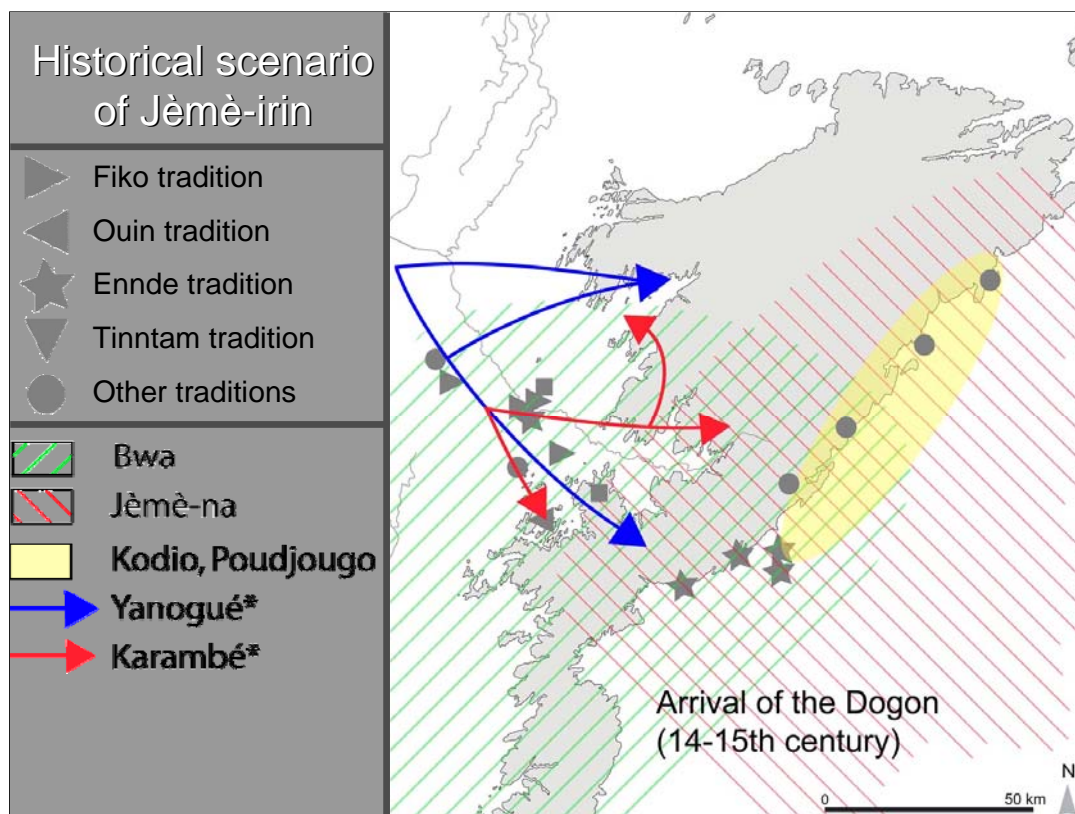 Historical scenario
of Jèmè-irin
Fiko tradition
Ouin tradition
Ennde tradition
Tinntam tradition
Other traditions
Bwa
Jèmè-na
Kodio, Poudjougo
Yanogué*
Karambé*
Arrival of the Dogon
(14-15th century)
N
0 50 km